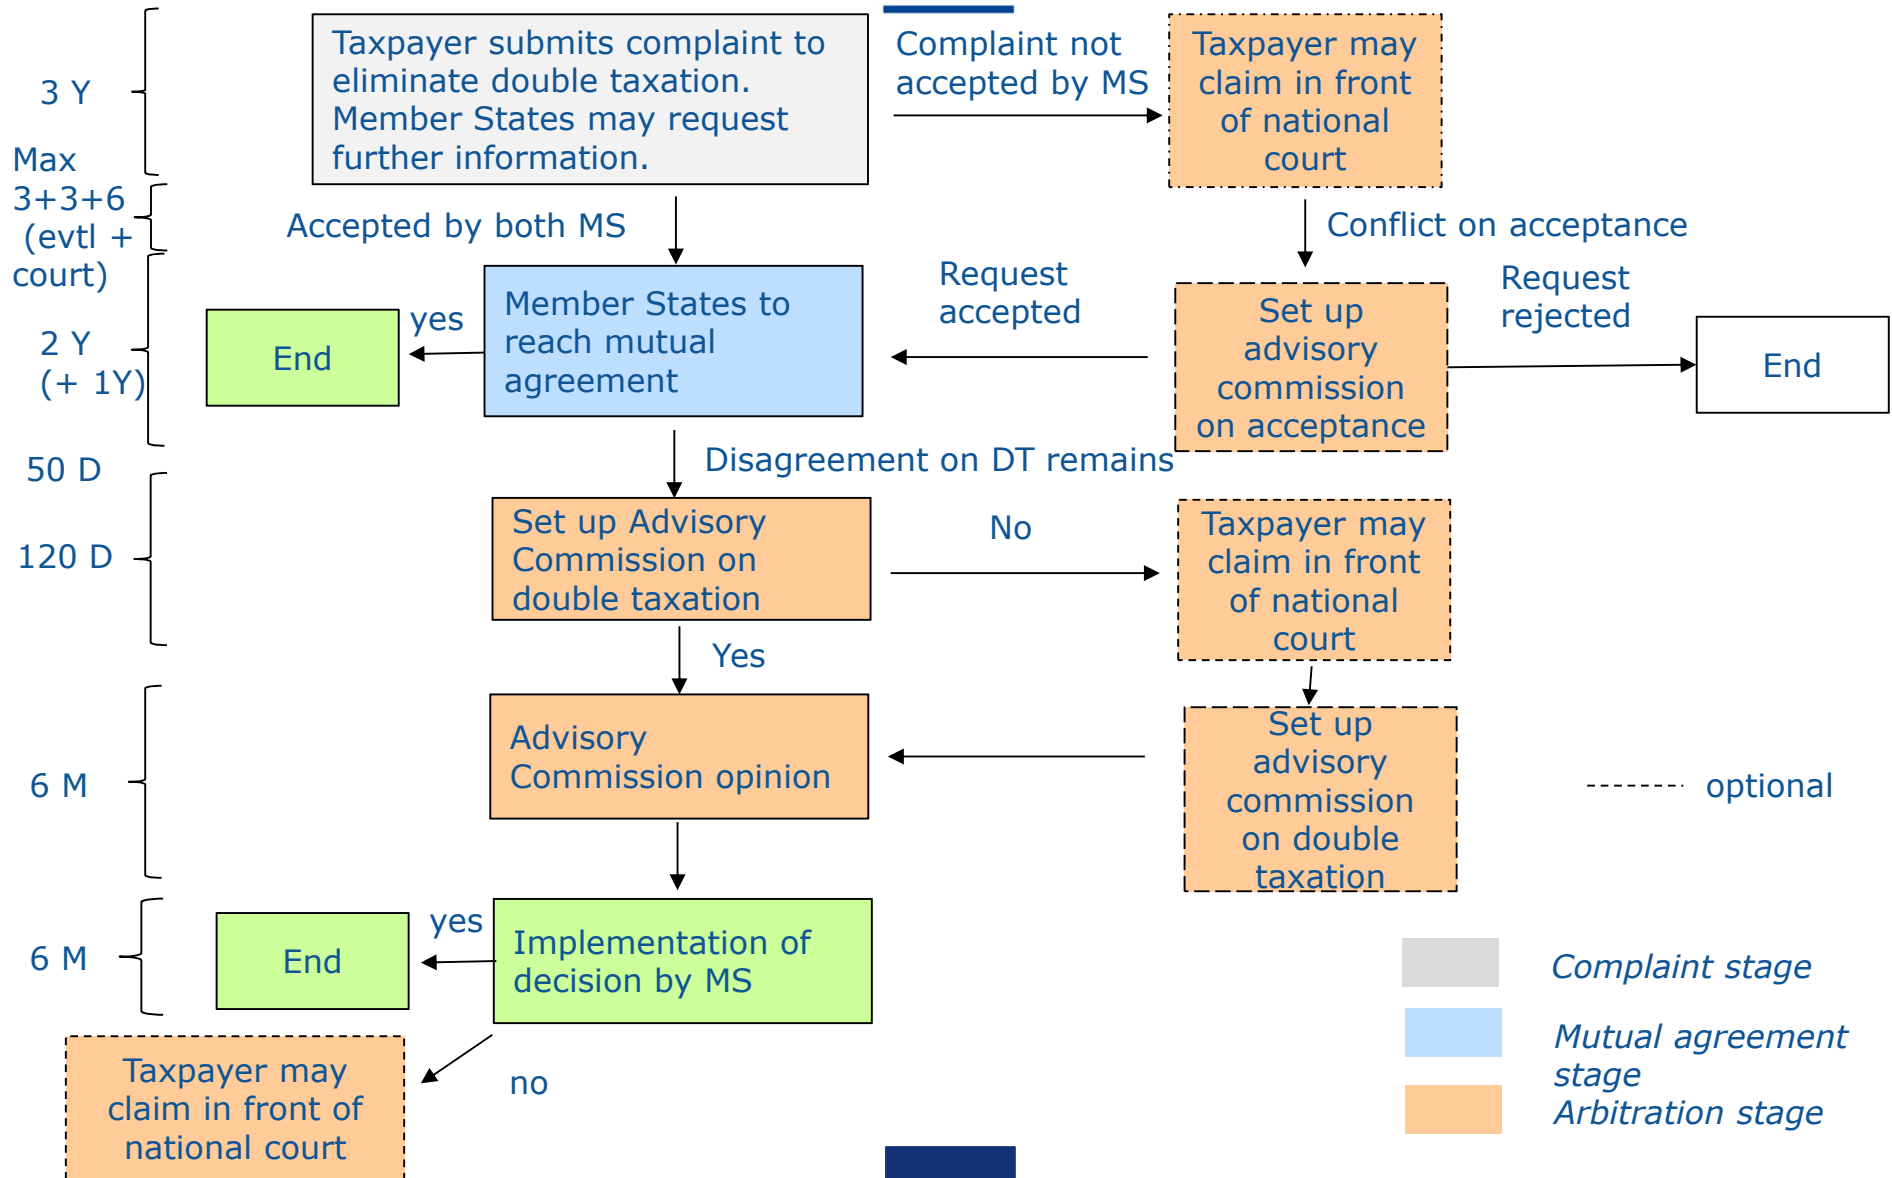 Taxpayer submits complaint to
eliminate double taxation.
Member States may request
further information.
Complaint not
accepted by MS
Taxpayer may
claim in front
of national
court
3 Y
Max
3+3+6
(evtl +
court)
Accepted by both MS
Conflict on acceptance
Request
accepted
Request
rejected
2 Y
(+ 1Y)
End
yes
Member States to
reach mutual
agreement
Set up
advisory
commission
on acceptance
End
50 D
Disagreement on DT remains
120 D
Set up Advisory
Commission on
double taxation
No
Taxpayer may
claim in front
of national
court
Yes
6 M
Advisory
Commission opinion
Set up
advisory
commission
on double
taxation
optional
6 M
End
yes
Implementation of
decision by MS
Taxpayer may
claim in front of
national court
no
Complaint stage
Mutual agreement
stage
Arbitration stage